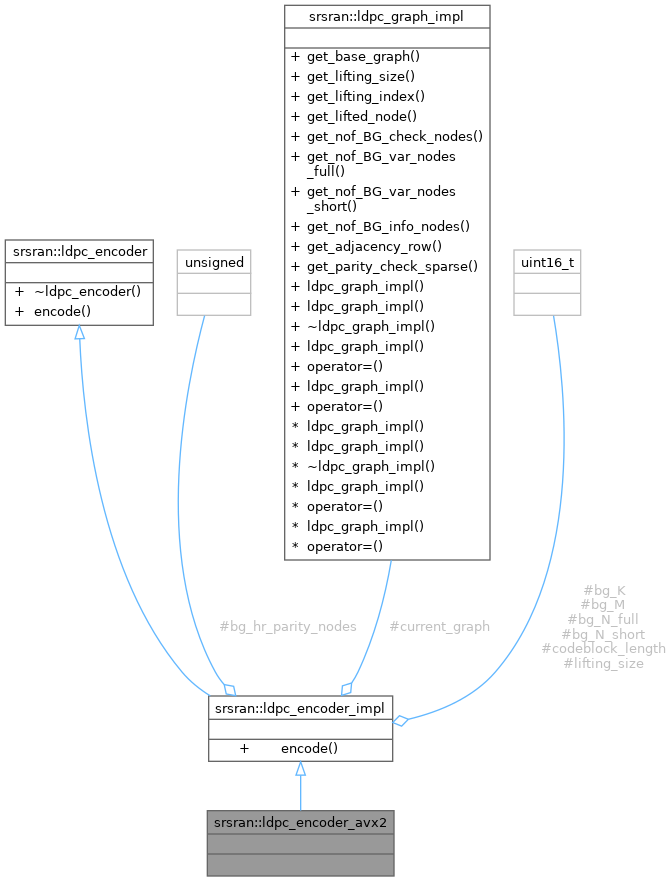 srsran::ldpc_graph_impl
+ get_base_graph()
+ get_lifting_size()
+ get_lifting_index()
+ get_lifted_node()
+ get_nof_BG_check_nodes()
+ get_nof_BG_var_nodes
_full()
+ get_nof_BG_var_nodes
_short()
+ get_nof_BG_info_nodes()
+ get_adjacency_row()
+ get_parity_check_sparse()
+ ldpc_graph_impl()
+ ldpc_graph_impl()
+ ~ldpc_graph_impl()
+ ldpc_graph_impl()
+ operator=()
+ ldpc_graph_impl()
+ operator=()
* ldpc_graph_impl()
* ldpc_graph_impl()
* ~ldpc_graph_impl()
* ldpc_graph_impl()
* operator=()
* ldpc_graph_impl()
* operator=()
srsran::ldpc_encoder
+ ~ldpc_encoder()
+ encode()
unsigned
uint16_t
#bg_hr_parity_nodes
#current_graph
#bg_K
#bg_M
#bg_N_full
#bg_N_short
#codeblock_length
#lifting_size
srsran::ldpc_encoder_impl
+ encode()
srsran::ldpc_encoder_avx2